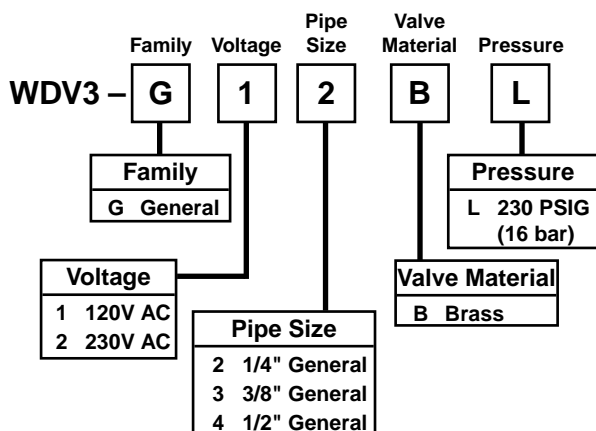 Family Voltage Pipe Size Valve Material Pressure
WDV3 – G 1 2 B L
Family
G General
Pressure
L 230 PSIG
(16 bar)
Voltage
1 120V AC
2 230V AC
Valve Material
B Brass
Pipe Size
2 1/4" General
3 3/8" General
4 1/2" General